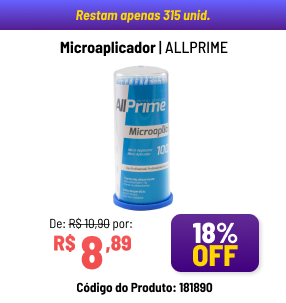 Restam apenas 315 unid.
Microaplicador | ALLPRIME
AllPrime
Microaplic
100
De: R$ 10,90 por:
R$ 8,89
18%
OFF
Código do Produto: 181890